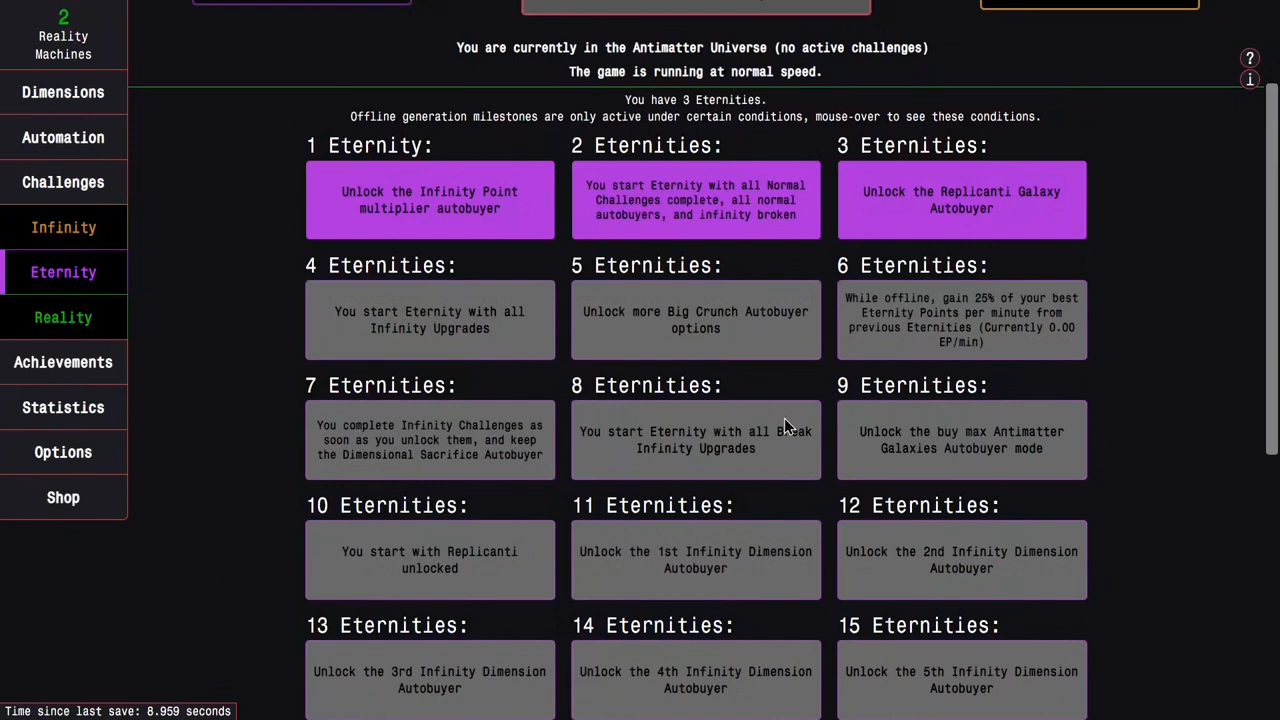 2
Reality
Machines
Dimensions
Automation
Challenges
Infinity
Eternity
Reality
Achievements
Statistics
Options
Shop
You are currently in the Antimatter Universe (no active challenges)
The game is running at normal speed.
?
i
You have 3 Eternities.
Offline generation milestones are only active under certain conditions, mouse-over to see these conditions.
1 Eternity:
Unlock the Infinity Point
multiplier autobuyer
2 Eternities:
You start Eternity with all Normal
Challenges complete, all normal
autobuyers, and infinity broken
3 Eternities:
Unlock the Replicanti Galaxy
Autobuyer
4 Eternities:
You start Eternity with all
Infinity Upgrades
5 Eternities:
Unlock more Big Crunch Autobuyer
options
6 Eternities:
While offline, gain 25% of your best
Eternity Points per minute from
previous Eternities (Currently 0.00
EP/min)
7 Eternities:
You complete Infinity Challenges as
soon as you unlock them, and keep
the Dimensional Sacrifice Autobuyer
8 Eternities:
You start Eternity with all Break
Infinity Upgrades
9 Eternities:
Unlock the buy max Antimatter
Galaxies Autobuyer mode
10 Eternities:
You start with Replicanti
unlocked
11 Eternities:
Unlock the 1st Infinity Dimension
Autobuyer
12 Eternities:
Unlock the 2nd Infinity Dimension
Autobuyer
13 Eternities:
Unlock the 3rd Infinity Dimension
Autobuyer
14 Eternities:
Unlock the 4th Infinity Dimension
Autobuyer
15 Eternities:
Unlock the 5th Infinity Dimension
Autobuyer
Time since last save: 8.959 seconds